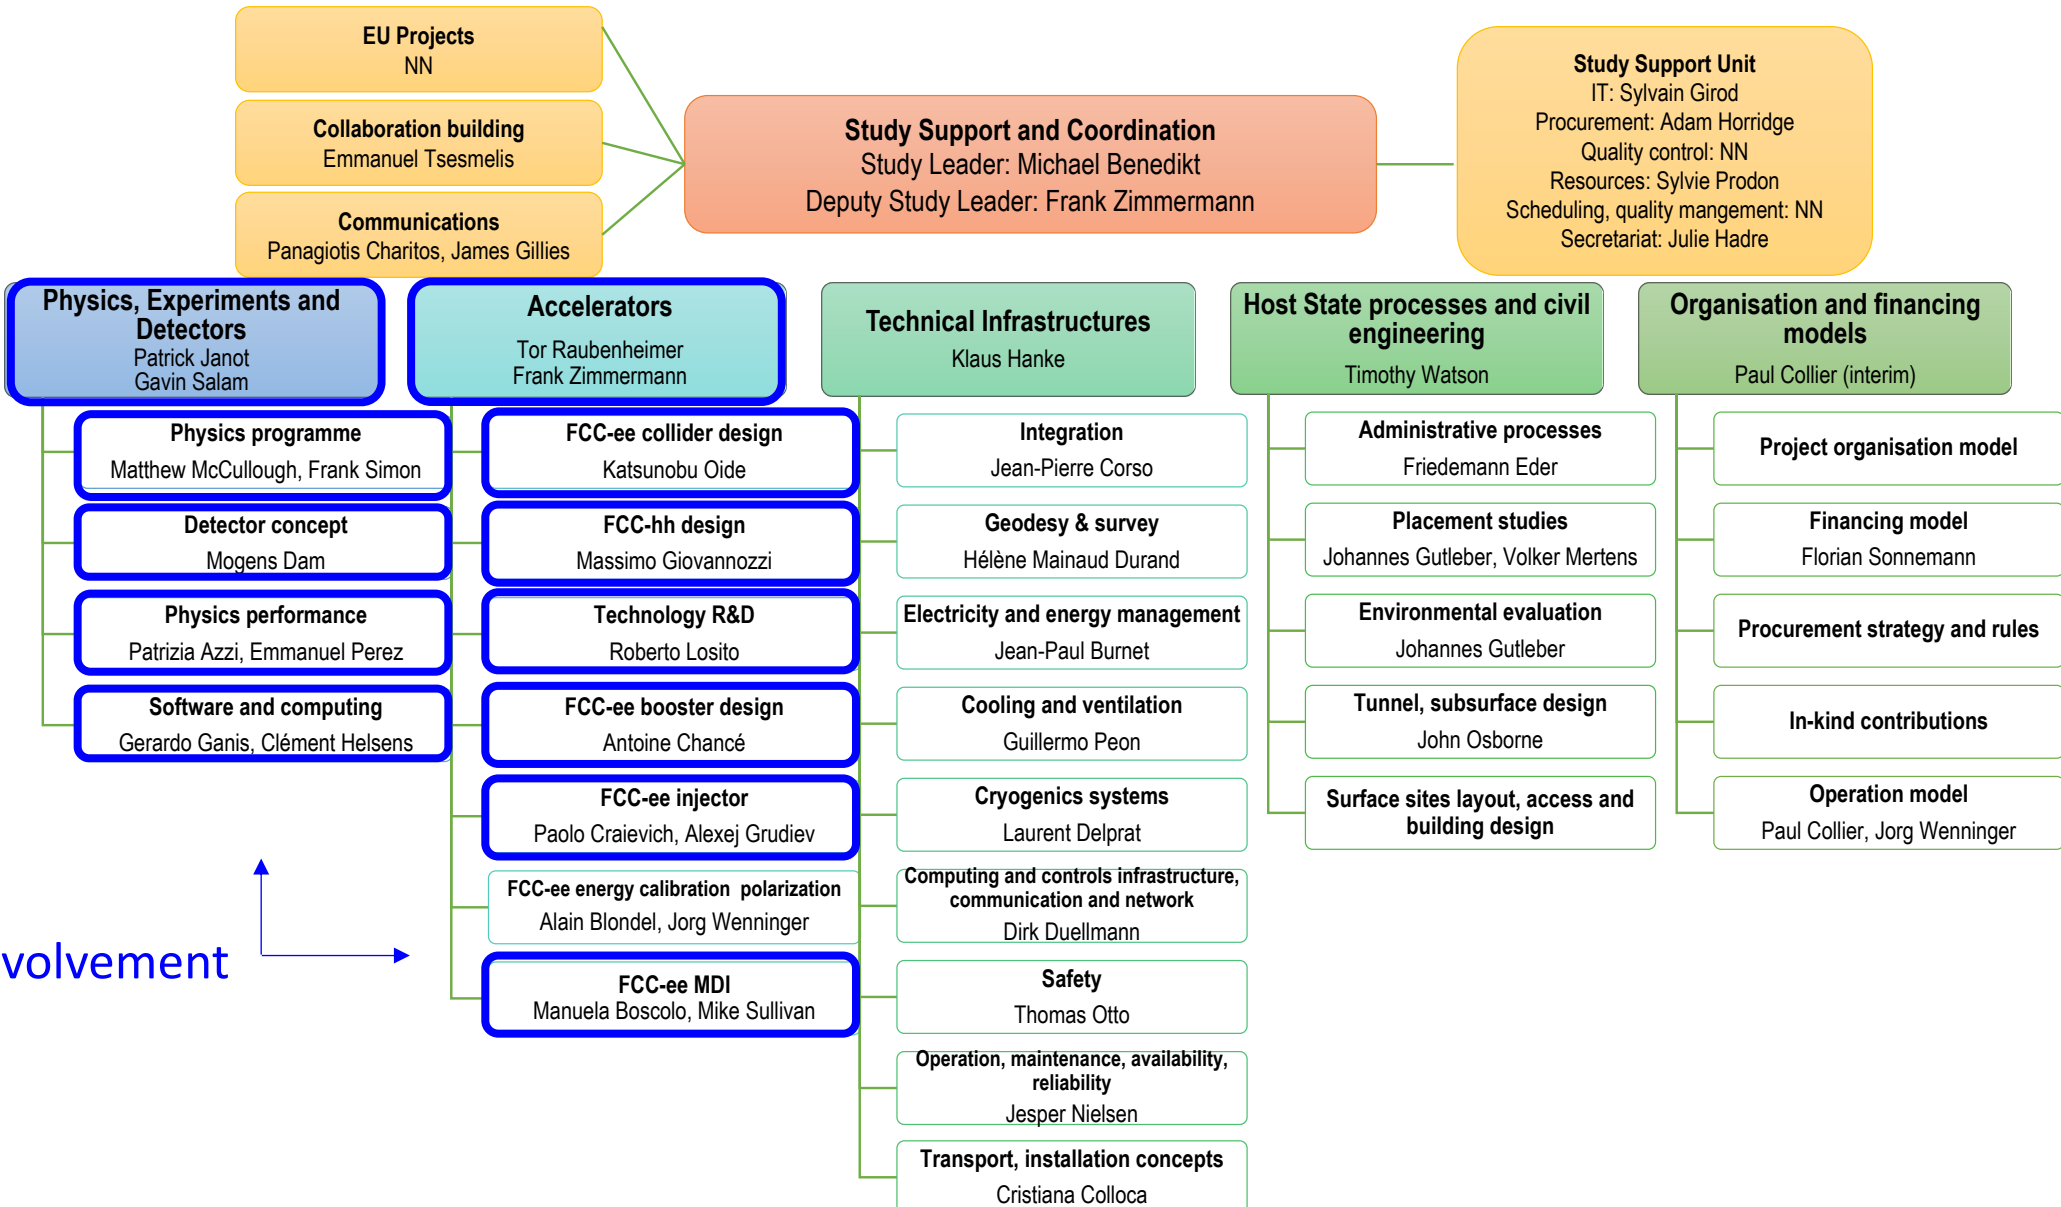 EU Projects
NN
Collaboration building
Emmanuel Tsesmelis
Communications
Panagiotis Charitos, James Gillies
Study Support and Coordination
Study Leader: Michael Benedikt
Deputy Study Leader: Frank Zimmermann
Study Support Unit
IT: Sylvain Girod
Procurement: Adam Horridge
Quality control: NN
Resources: Sylvie Prodon
Scheduling, quality mangement: NN
Secretariat: Julie Hadre
Physics, Experiments and
Detectors
Patrick Janot
Gavin Salam
Physics programme
Matthew McCullough, Frank Simon
Detector concept
Mogens Dam
Physics performance
Patrizia Azzi, Emmanuel Perez
Software and computing
Gerardo Ganis, Clément Helsens
Accelerators
Tor Raubenheimer
Frank Zimmermann
FCC-ee collider design
Katsunobu Oide
FCC-hh design
Massimo Giovannozzi
Technology R&D
Roberto Losito
FCC-ee booster design
Antoine Chancé
FCC-ee injector
Paolo Craievich, Alexej Grudiev
FCC-ee energy calibration  polarization
Alain Blondel, Jorg Wenninger
FCC-ee MDI
Manuela Boscolo, Mike Sullivan
Technical Infrastructures
Klaus Hanke
Integration
Jean-Pierre Corso
Geodesy & survey
Hélène Mainaud Durand
Electricity and energy management
Jean-Paul Burnet
Cooling and ventilation
Guillermo Peon
Cryogenics systems
Laurent Delprat
Computing and controls infrastructure,
communication and network
Dirk Duellmann
Safety
Thomas Otto
Operation, maintenance, availability,
reliability
Jesper Nielsen
Transport, installation concepts
Cristiana Colloca
Host State processes and civil
engineering
Timothy Watson
Administrative processes
Friedemann Eder
Placement studies
Johannes Gutleber, Volker Mertens
Environmental evaluation
Johannes Gutleber
Tunnel, subsurface design
John Osborne
Surface sites layout, access and
building design
Organisation and financing
models
Paul Collier (interim)
Project organisation model
Financing model
Florian Sonnemann
Procurement strategy and rules
In-kind contributions
Operation model
Paul Collier, Jorg Wenninger
volvement